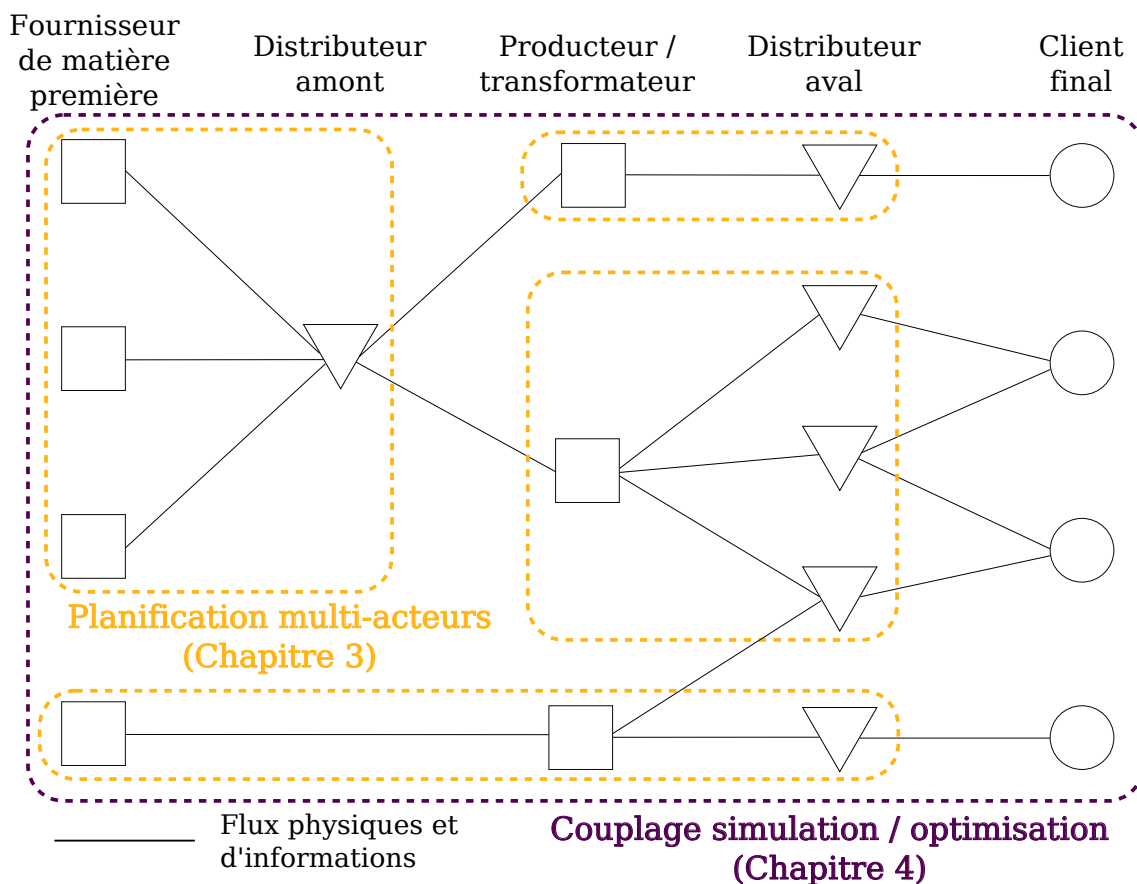 Fournisseur
de matière
première
Distributeur
amont
Producteur /
transformateur
Distributeur
aval
Client
final
Planification multi-acteurs
(Chapitre 3)
Flux physiques et
d'informations
Couplage simulation / optimisation
(Chapitre 4)